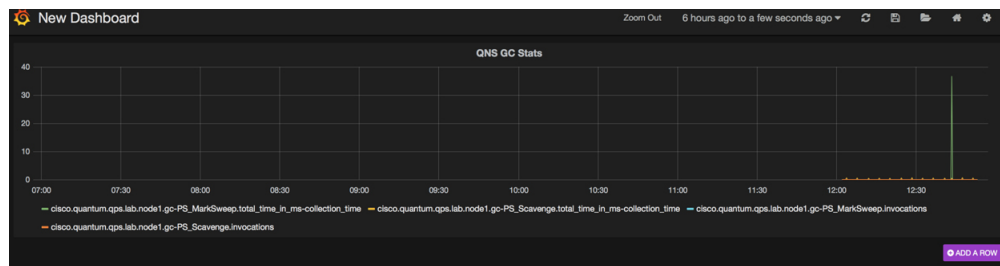 New Dashboard
Zoom Out 6 hours ago to a few seconds ago
QNS GC Stats
40
30
20
10
0
07:00 07:30 08:00 08:30 09:00 09:30 10:00 10:30 11:00 11:30 12:00 12:30
cisco.quantum.qps.lab.node1.gc-PS_MarkSweep.total_time_in_ms-collection_time cisco.quantum.qps.lab.node1.gc-PS_Scavenge.total_time_in_ms-collection_time cisco.quantum.qps.lab.node1.gc-PS_MarkSweep.invocations
cisco.quantum.qps.lab.node1.gc-PS_Scavenge.invocations
ADD A ROW